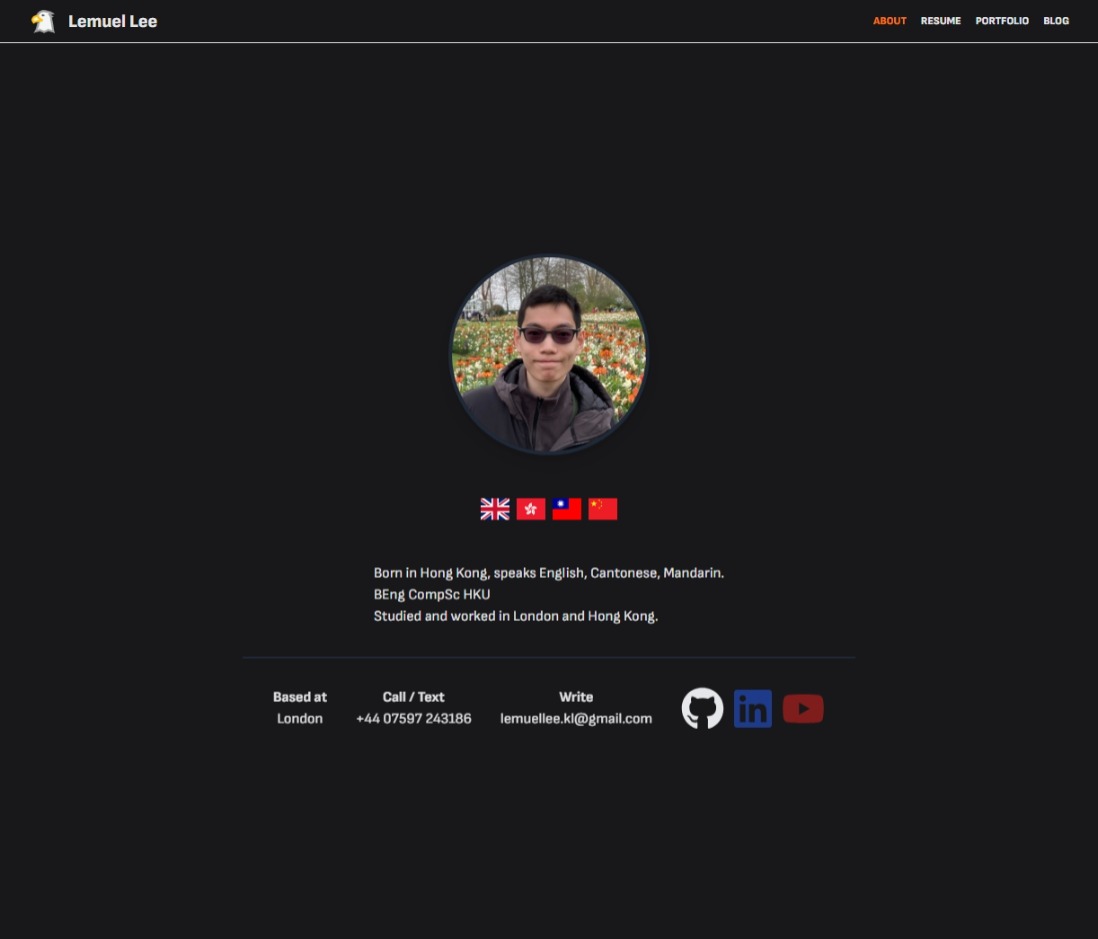 Lemuel Lee
ABOUT RESUME PORTFOLIO BLOG
Born in Hong Kong, speaks English, Cantonese, Mandarin.
BEng CompSc HKU
Studied and worked in London and Hong Kong.
Based at
London
Call / Text
+44 07597 243186
Write
lemuellee.kl@gmail.com
in